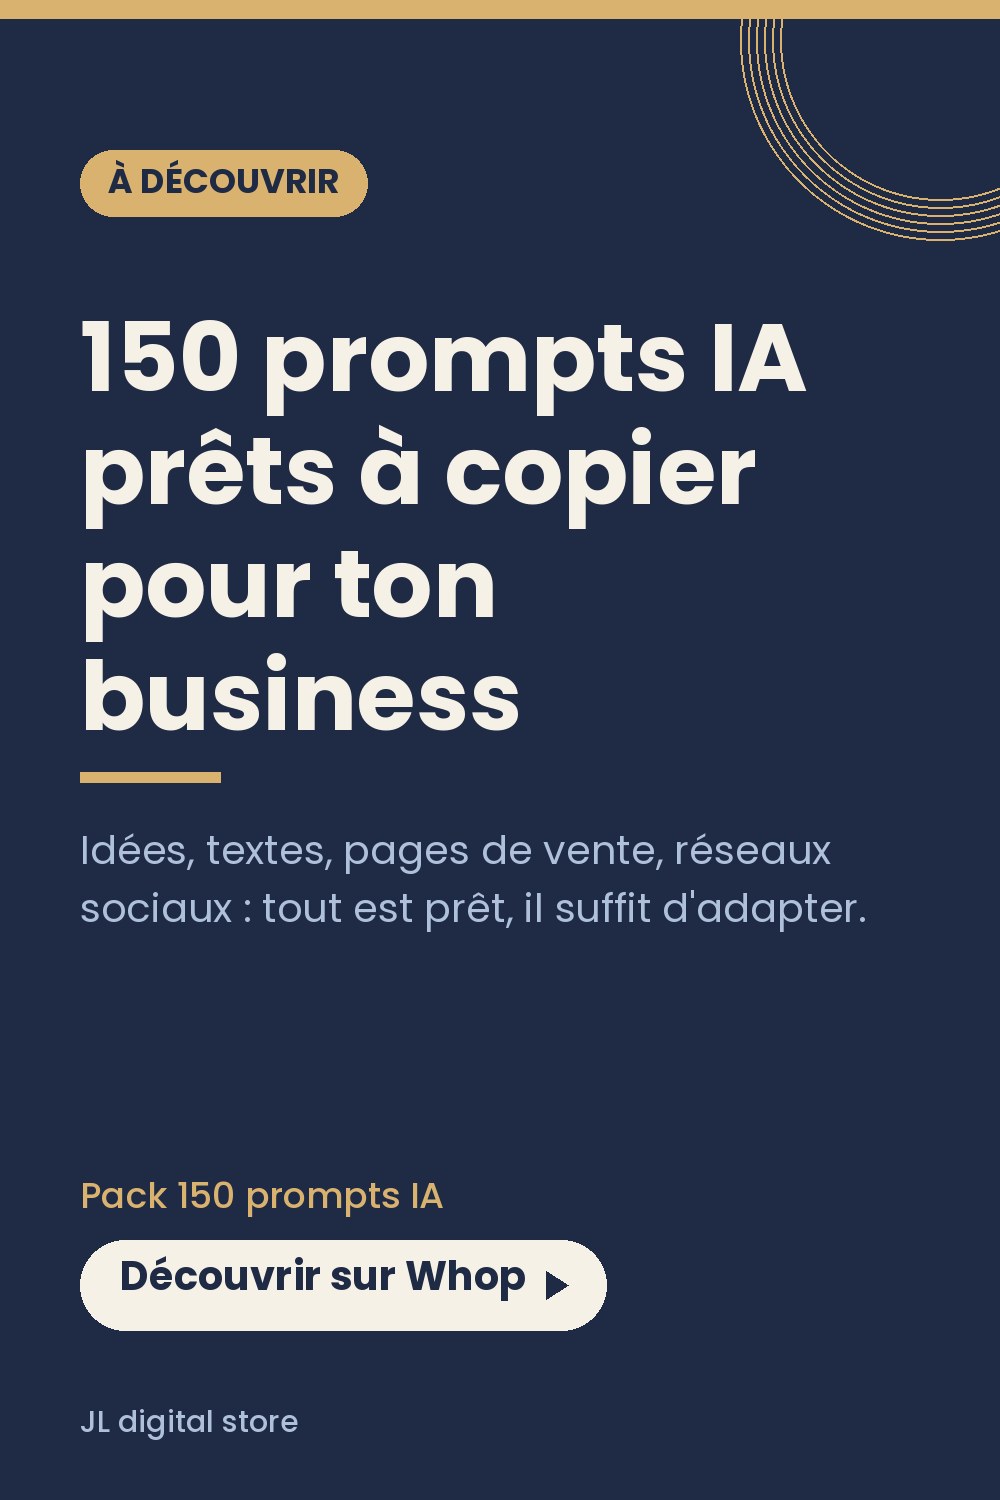 À DÉCOUVRIR
150 prompts IA
prêts à copier
pour ton
business
Idées, textes, pages de vente, réseaux
sociaux : tout est prêt, il suffit d'adapter.
Pack 150 prompts IA
Découvrir sur Whop
JL digital store